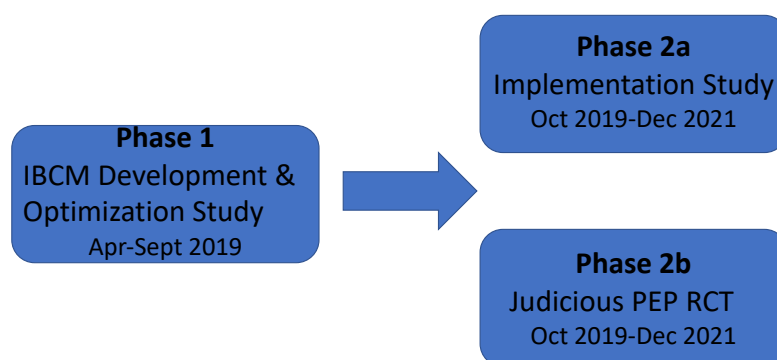 Phase 1
IBCM Development &
Optimization Study
Apr-Sept 2019
Phase 2a
Implementation Study
Oct 2019-Dec 2021
Phase 2b
Judicious PEP RCT
Oct 2019-Dec 2021